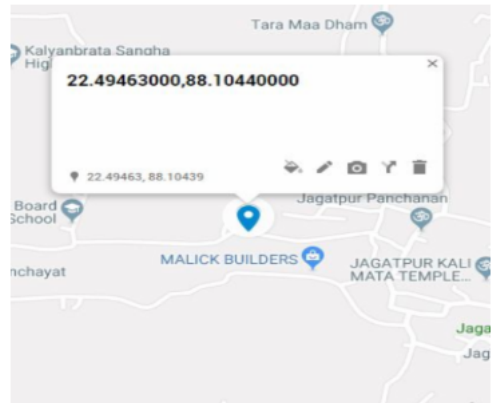 Tara Maa Dham
Kalyanbrata Sangha
Hig
22.49463000,88.10440000
22.49463, 88.10439
Board
School
Jagatpur Panchanan
MALICK BUILDERS
nchayat
JAGATPUR KALI
MATA TEMPLE...
Jaga
Jag